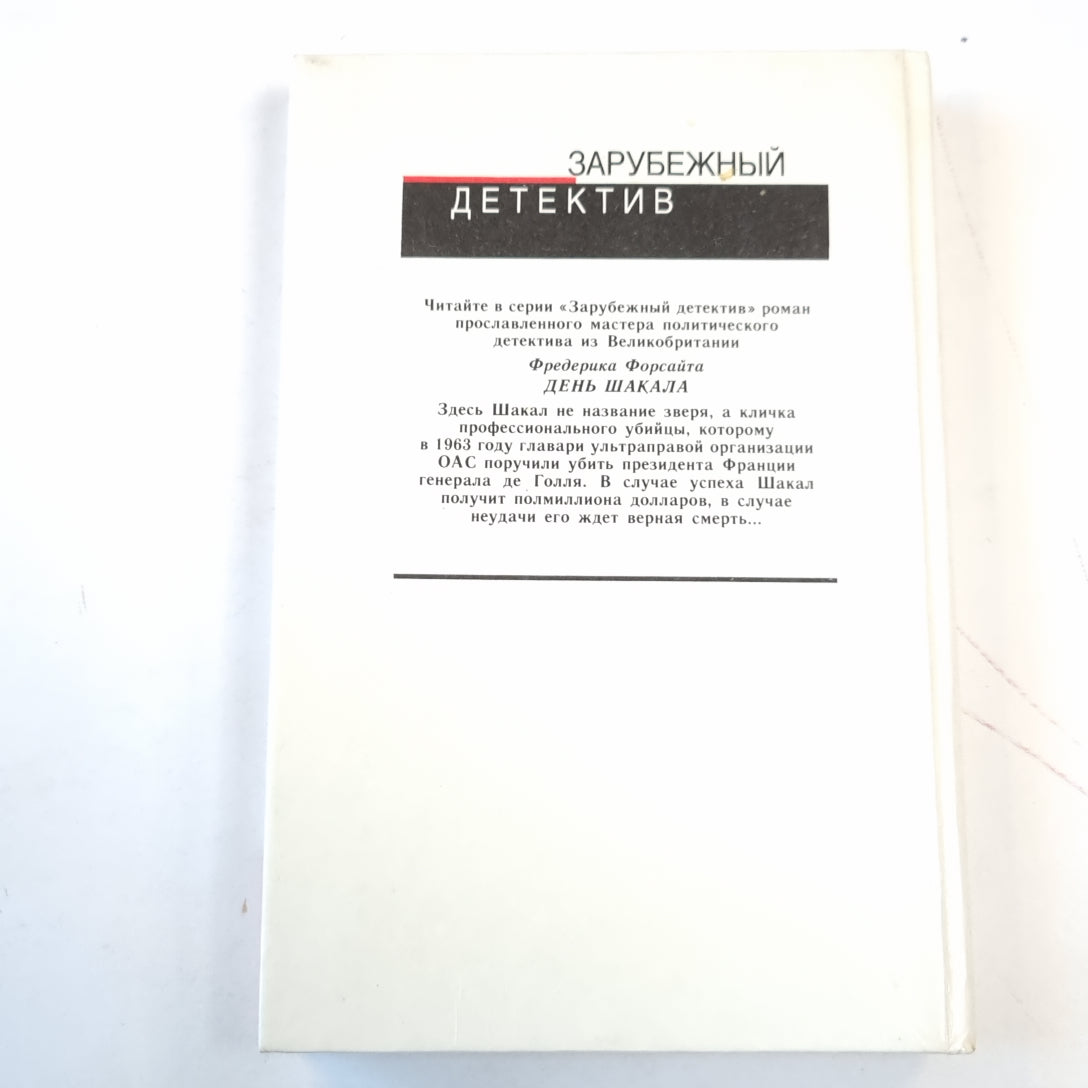 ЗАРУБЕЖНЫЙ
ДЕТЕКТИВ
Читайте в серии «Зарубежный детектив» роман
прославленного мастера политического
детектива из Великобритании
Фредерика Форсайта
ДЕНЬ ШАКАЛА
Здесь Шакал не название зверя, а кличка
профессионального убийцы, которому
в 1963 году главари ультраправой организации
ОАС поручили убить президента Франции
генерала де Голля. В случае успеха Шакал
получит полмиллиона долларов, в случае
неудачи его ждет верная смерть...